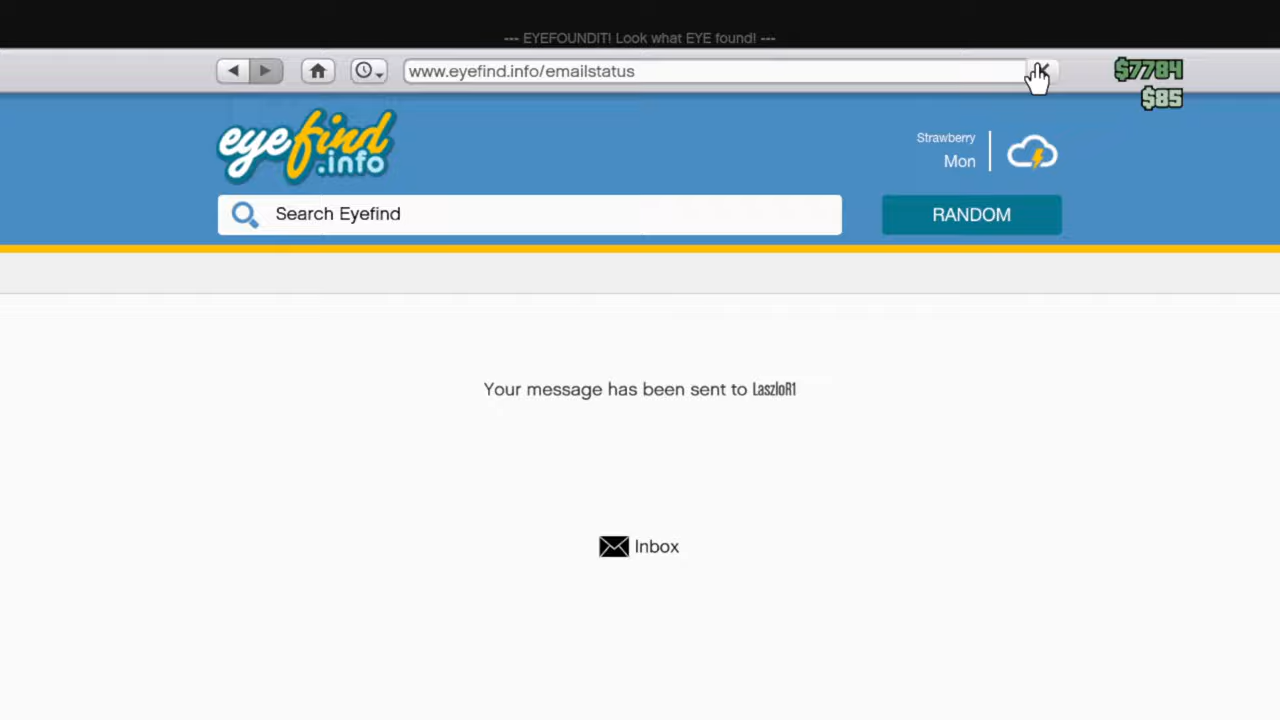 --- EYEFOUNDIT! Look what EYE found! ---
www.eyefind.info/emailstatus
$7784
$85
eyefind
.info
Strawberry
Mon
Search Eyefind
RANDOM
Your message has been sent to LaszloR1
Inbox